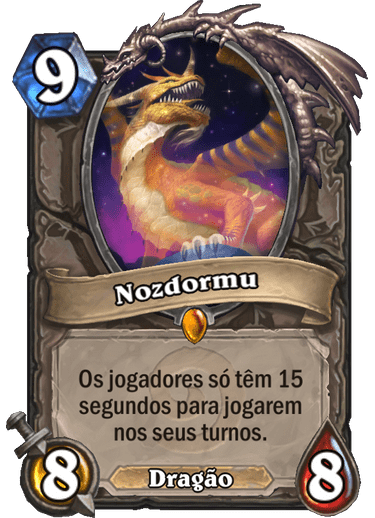 9
Nozdormu
Os jogadores só têm 15
segundos para jogarem
nos seus turnos.
8
Dragão
8